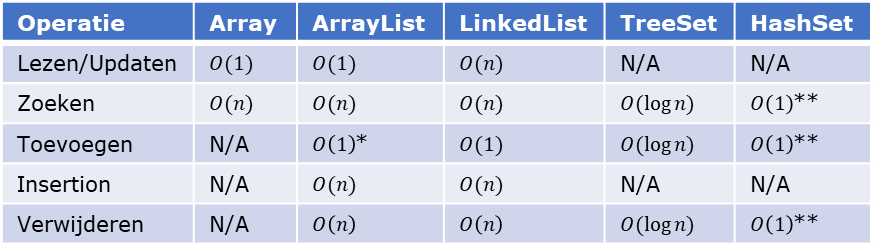 Operatie Array ArrayList LinkedList TreeSet HashSet
Lezen/Updaten O(1) O(1) O(n) N/A N/A
Zoeken O(n) O(n) O(n) O(log n) O(1)**
Toevoegen N/A O(1)* O(1) O(log n) O(1)**
Insertion N/A O(n) O(n) N/A N/A
Verwijderen N/A O(n) O(n) O(log n) O(1)**